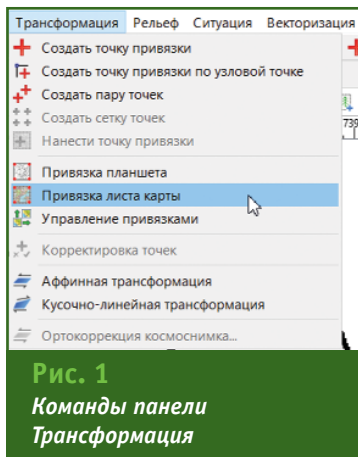 Трансформация Рельеф Ситуация Векторизация
Создать точку привязки
Создать точку привязки по узловой точке
Создать пару точек
Создать сетку точек
739
Нанести точку привязки
Привязка планшета
Привязка листа карты
Управление привязками
Корректировка точек
Аффинная трансформация
Кусочно-линейная трансформация
Ортокоррекция космоснимка...
Рис. 1
Команды панели
Трансформация